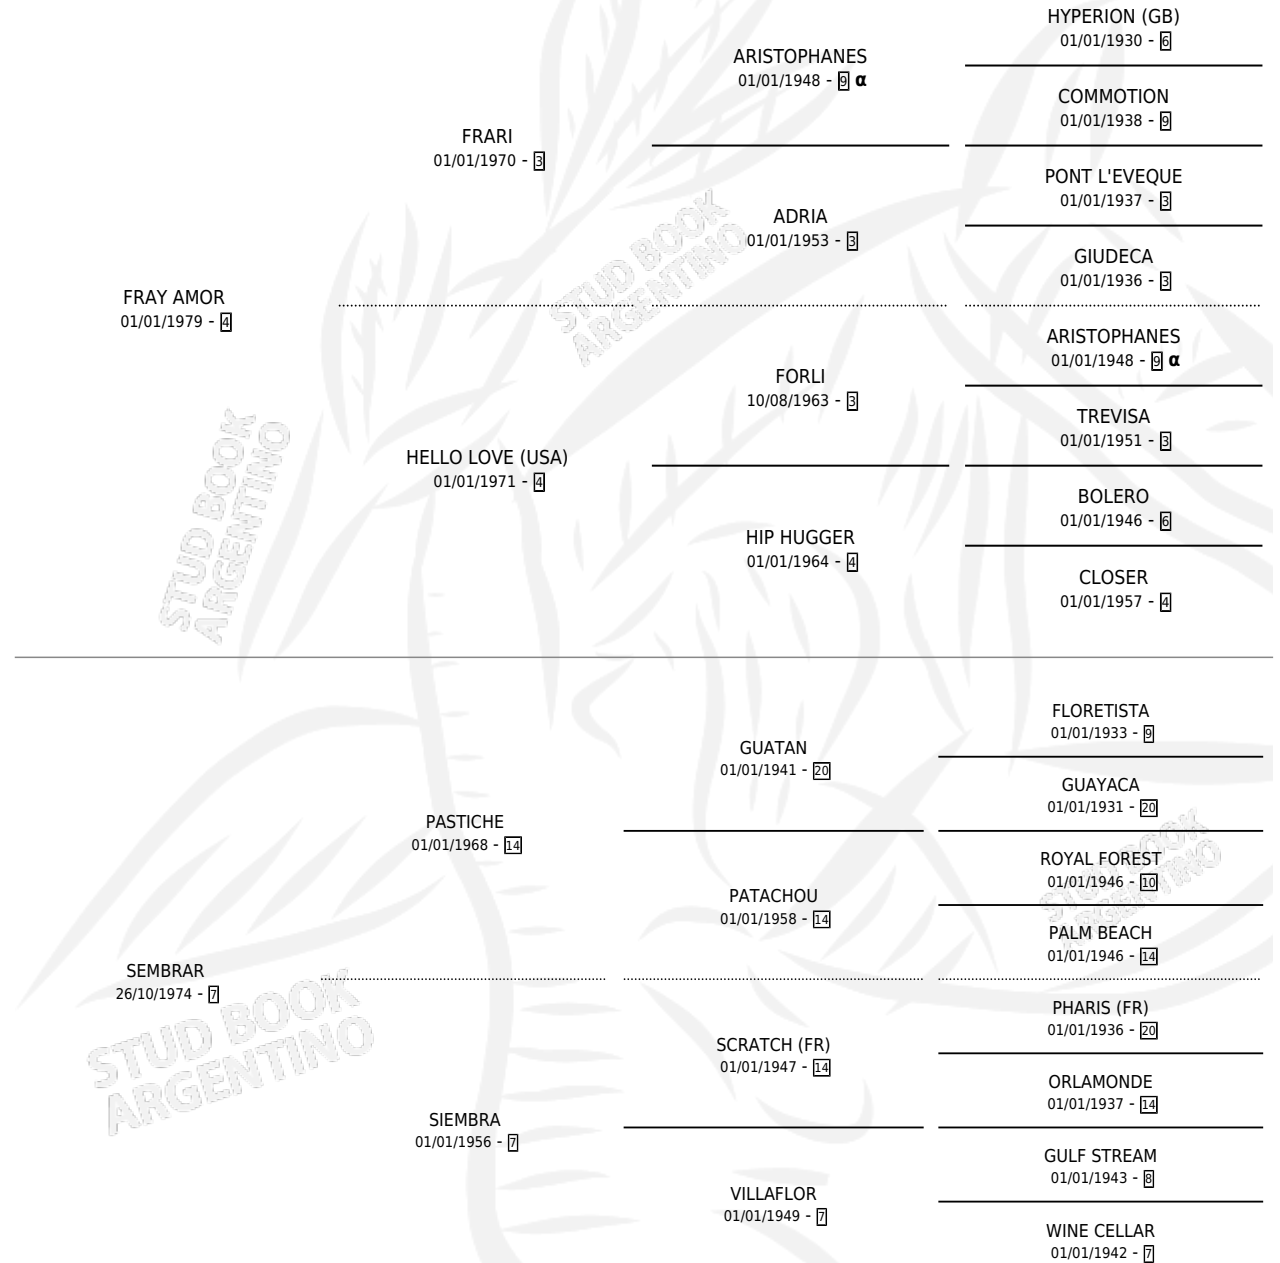 HYPERION (GB)
01/01/1930 - 6
ARISTOPHANES
01/01/1948 - 9 α
COMMOTION
01/01/1938 - 9
FRARI
01/01/1970 - 3
PONT L'EVEQUE
01/01/1937 - 3
ADRIA
01/01/1953 - 3
GIUDECA
01/01/1936 - 3
STUD BOOK
ARGENTINO
FRAY AMOR
01/01/1979 - 4
ARISTOPHANES
01/01/1948 - 9 α
FORLI
10/08/1963 - 3
TREVISA
01/01/1951 - 3
HELLO LOVE (USA)
01/01/1971 - 4
BOLERO
01/01/1946 - 6
HIP HUGGER
01/01/1964 - 4
CLOSER
01/01/1957 - 4
STUD BOOK
ARGENTINO
FLORETISTA
01/01/1933 - 9
GUATAN
01/01/1941 - 20
GUAYACA
01/01/1931 - 20
PASTICHE
01/01/1968 - 14
ROYAL FOREST
01/01/1946 - 10
PATACHOU
01/01/1958 - 14
PALM BEACH
01/01/1946 - 14
STUD BOOK
ARGENTINO
SEMBRAR
26/10/1974 - 7
PHARIS (FR)
01/01/1936 - 20
SCRATCH (FR)
01/01/1947 - 14
ORLAMONDE
01/01/1937 - 14
STUD BOOK
ARGENTINO
SIEMBRA
01/01/1956 - 7
GULF STREAM
01/01/1943 - 8
VILLAFLOR
01/01/1949 - 7
WINE CELLAR
01/01/1942 - 7